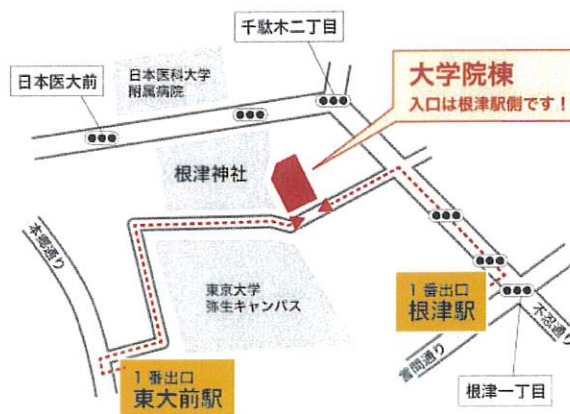 千駄木二丁目
日本医大前
日本医科大学
附属病院
大学院棟
入口は根津駅側です！
根津神社
本郷通り
東京大学
弥生キャンパス
1番出口
根津駅
不忍通り
言問通り
1番出口
東大前駅
根津一丁目